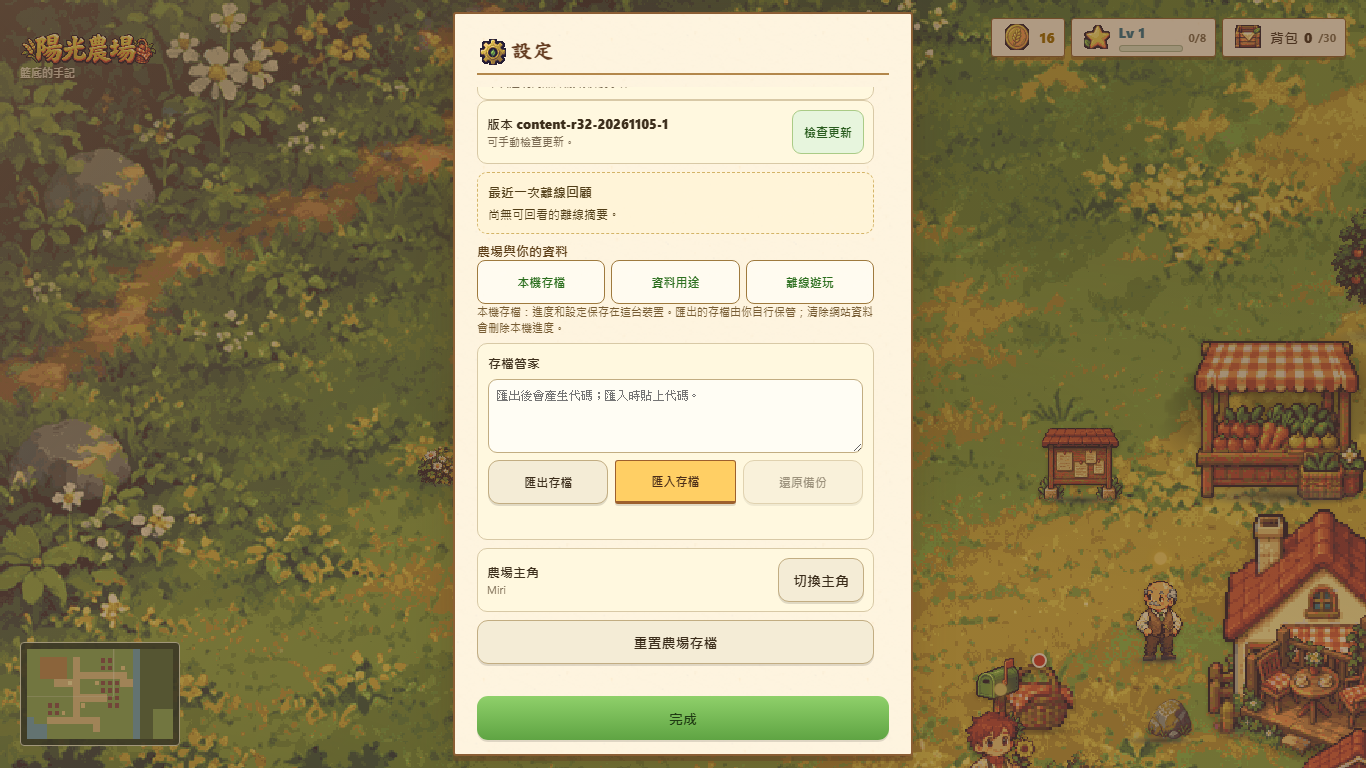 陽光農場
籃底的手記
16
Lv 1
0/8
背包 0 /30
設定
版本 content-r32-20261105-1
可手動檢查更新。
檢查更新
最近一次離線回顧
尚無可回看的離線摘要。
農場與你的資料
本機存檔
資料用途
離線遊玩
本機存檔：進度和設定保存在這台裝置。匯出的存檔由你自行保管；清除網站資料
會刪除本機進度。
存檔管家
匯出後會產生代碼；匯入時貼上代碼。
匯出存檔
匯入存檔
還原備份
農場主角
Miri
切換主角
重置農場存檔
完成